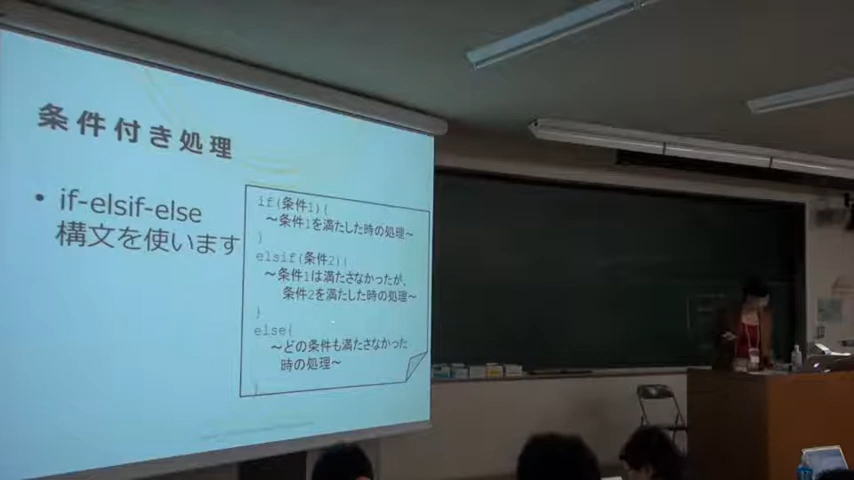 条件付き処理
• if-elsif-else
構文を使います
if(条件1){
～条件1を満たした時の処理～
}
elsif(条件2){
～条件1は満たさなかったが、
条件2を満たした時の処理～
}
else{
～どの条件も満たさなかった
時の処理～
}